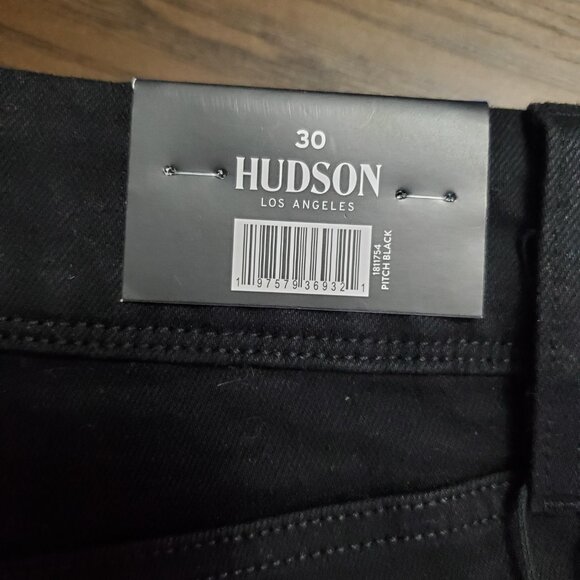 30
HUDSON
LOS ANGELES
1 97579 36932 1
1811754
PITCH BLACK